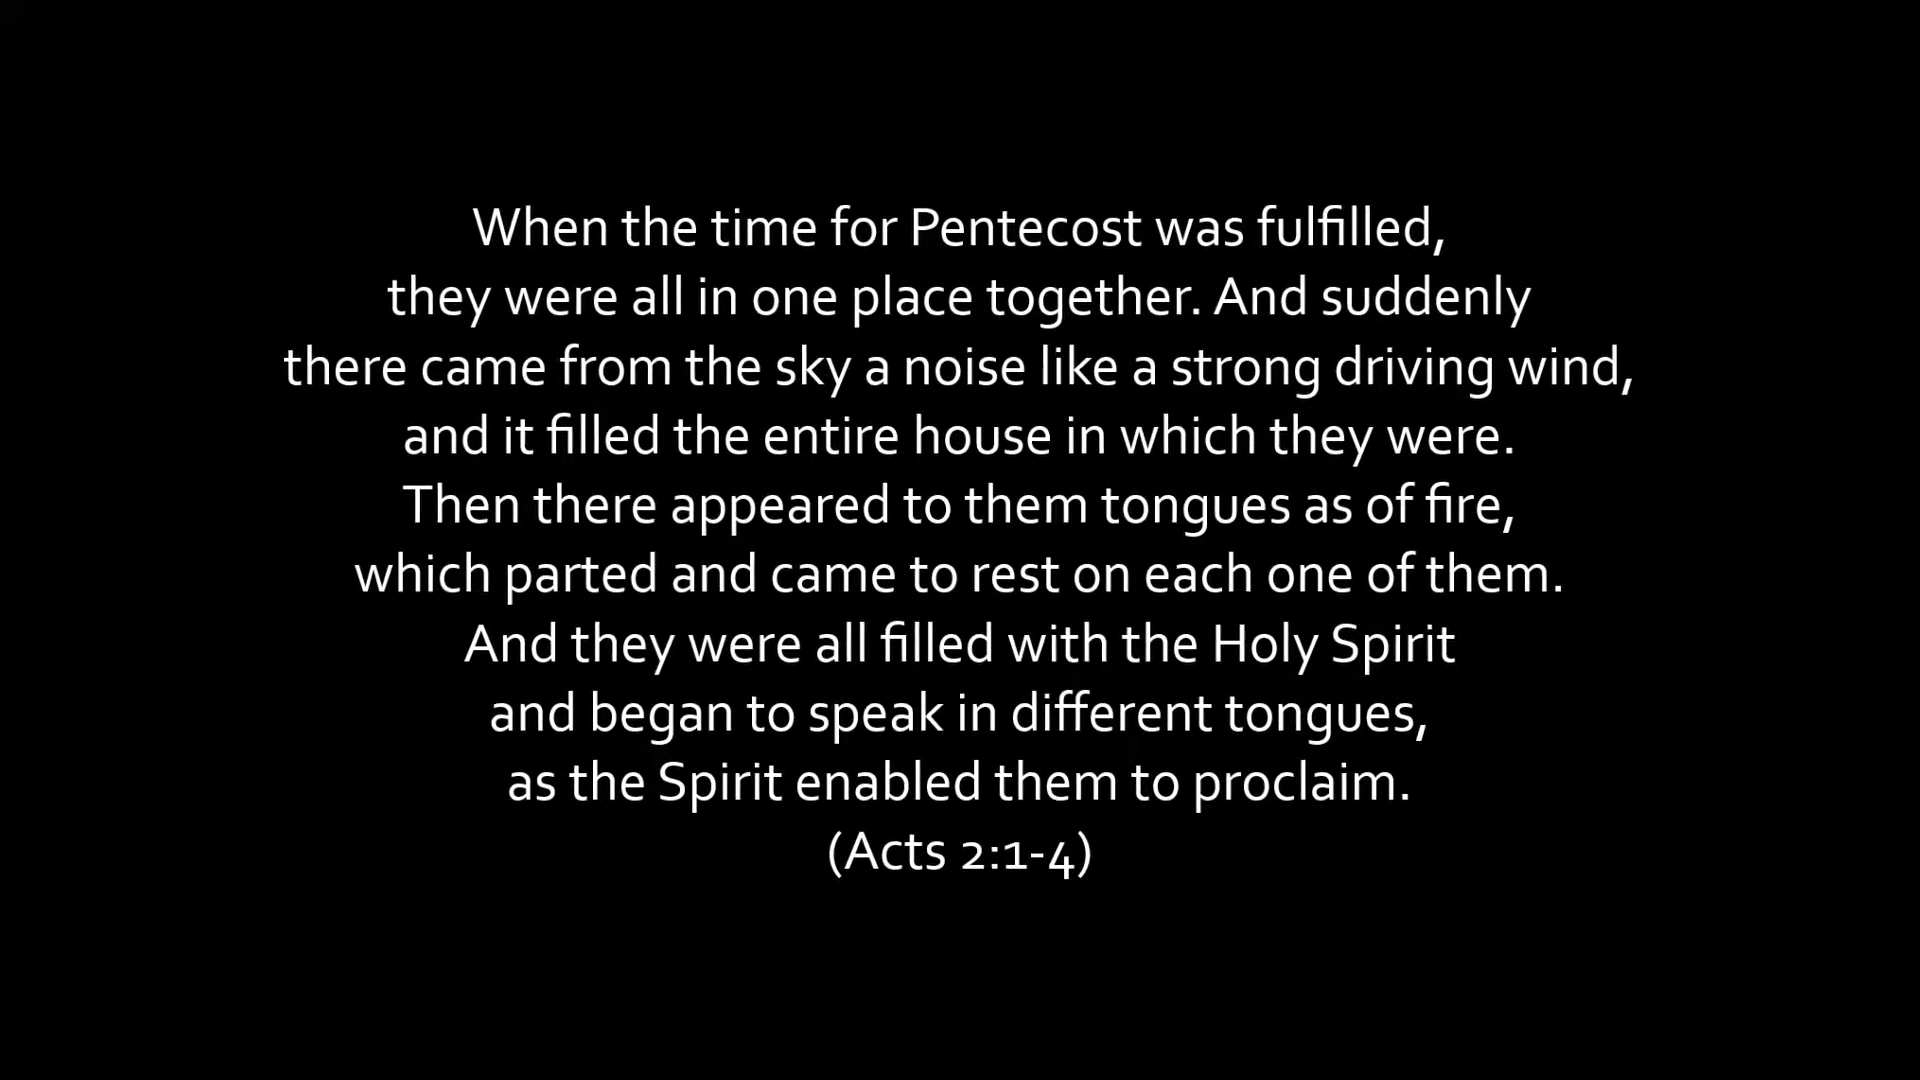 When the time for Pentecost was fulfilled,
they were all in one place together. And suddenly
there came from the sky a noise like a strong driving wind,
and it filled the entire house in which they were.
Then there appeared to them tongues as of fire,
which parted and came to rest on each one of them.
And they were all filled with the Holy Spirit
and began to speak in different tongues,
as the Spirit enabled them to proclaim.
(Acts 2:1-4)